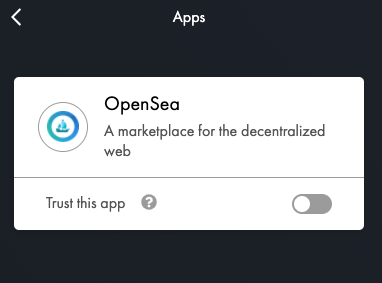 Apps
OpenSea
A marketplace for the decentralized
web
Trust this app ?